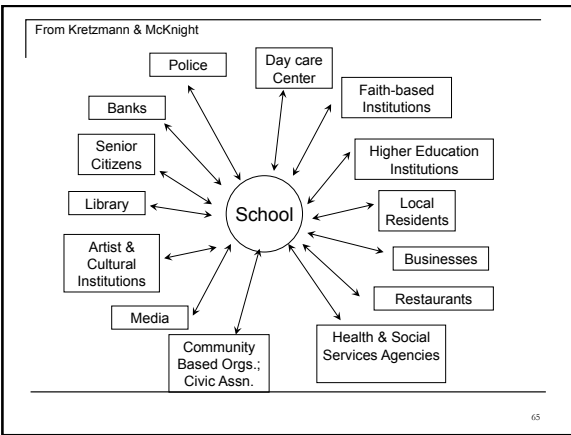 From Kretzmann & McKnight
Police
Day care
Center
Faith-based
Institutions
Banks
Senior
Citizens
Higher Education
Institutions
Library
School
Local
Residents
Artist &
Cultural
Institutions
Businesses
Restaurants
Media
Community
Based Orgs.;
Civic Assn.
Health & Social
Services Agencies
65